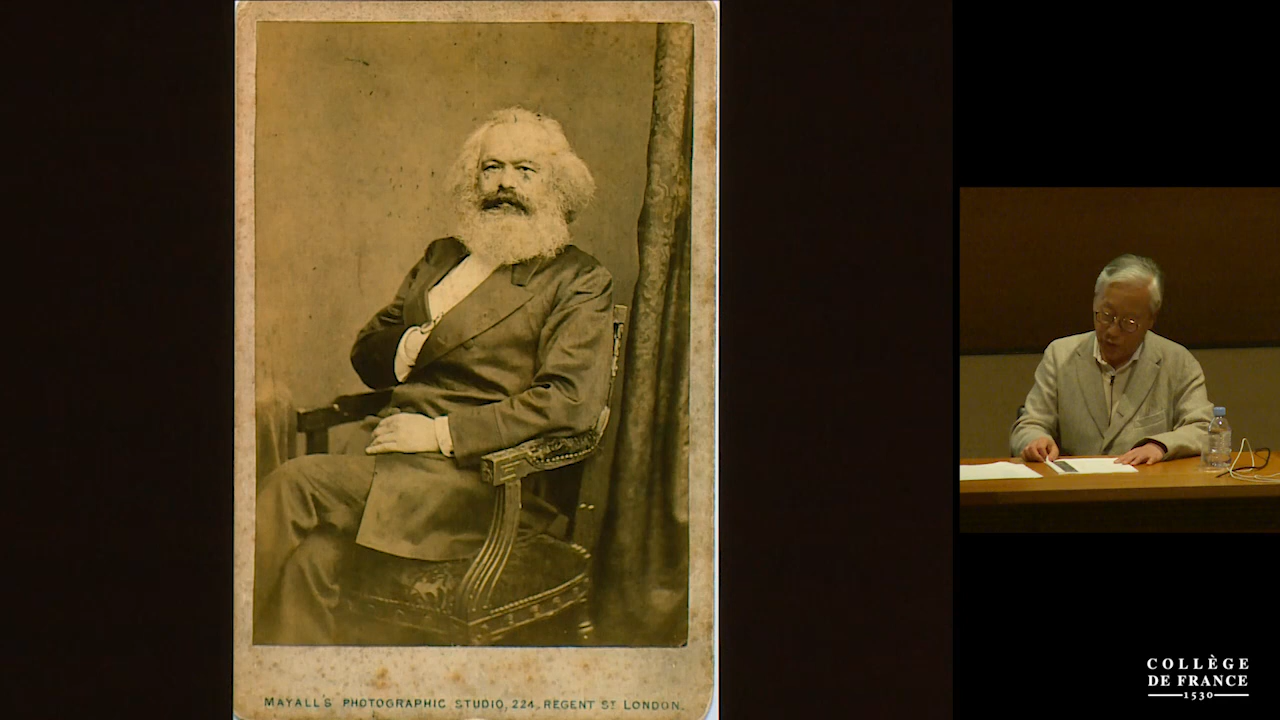 MAYALL'S PHOTOGRAPHIC STUDIO, 224, REGENT ST LONDON.
COLLÈGE
DE FRANCE
1530